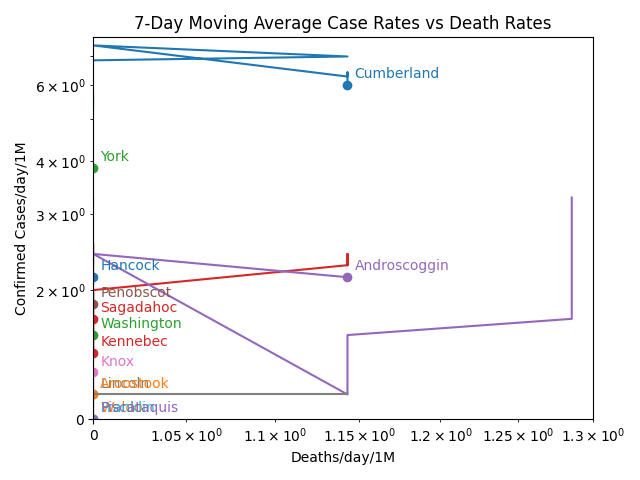 7-Day Moving Average Case Rates vs Death Rates
Confirmed Cases/day/1M
6 × 10⁰
4 × 10⁰
3 × 10⁰
2 × 10⁰
0
Cumberland
York
Hancock
Androscoggin
Penobscot
Sagadahoc
Washington
Kennebec
Knox
Aroostook
Lincoln
Piscataquis
0
1.05 × 10⁰
1.1 × 10⁰
1.15 × 10⁰
1.2 × 10⁰
1.25 × 10⁰
1.3 × 10⁰
Deaths/day/1M